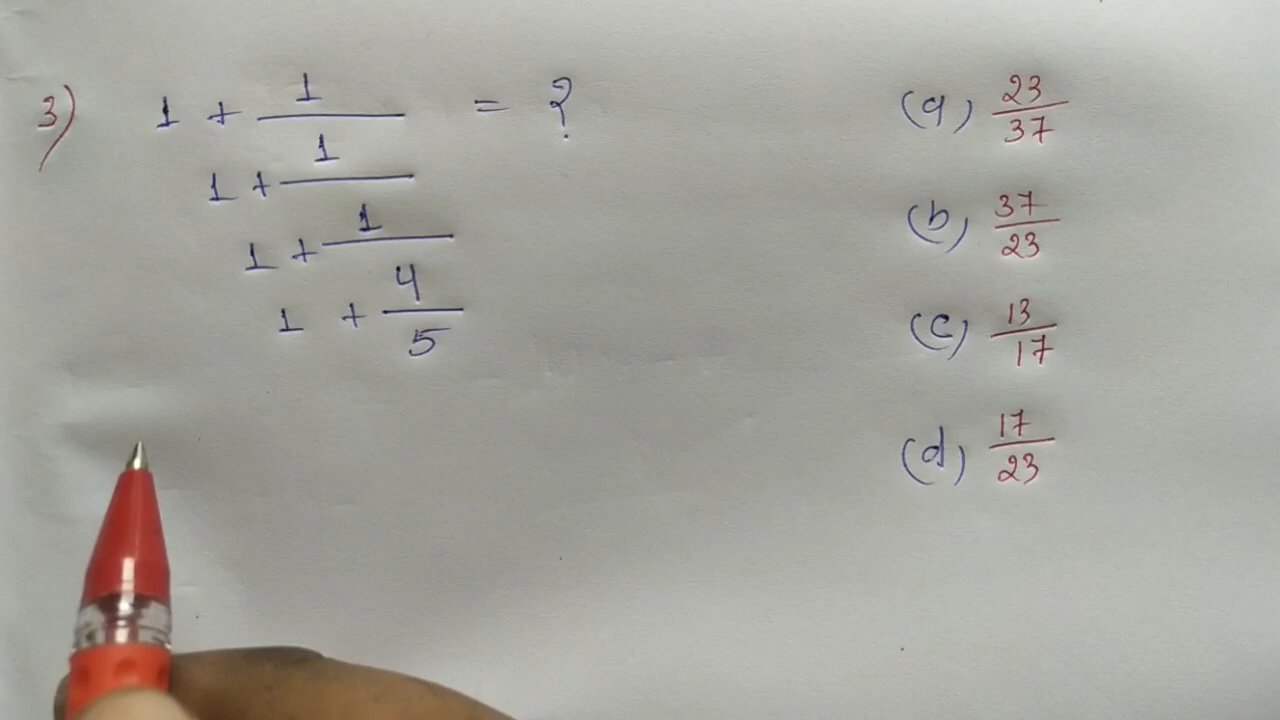 3) 1 + 1 = ?
1 + 1
1 + 1
1 + 4
5
(a) 23
37
(b) 37
23
(c) 13
17
(d) 17
23